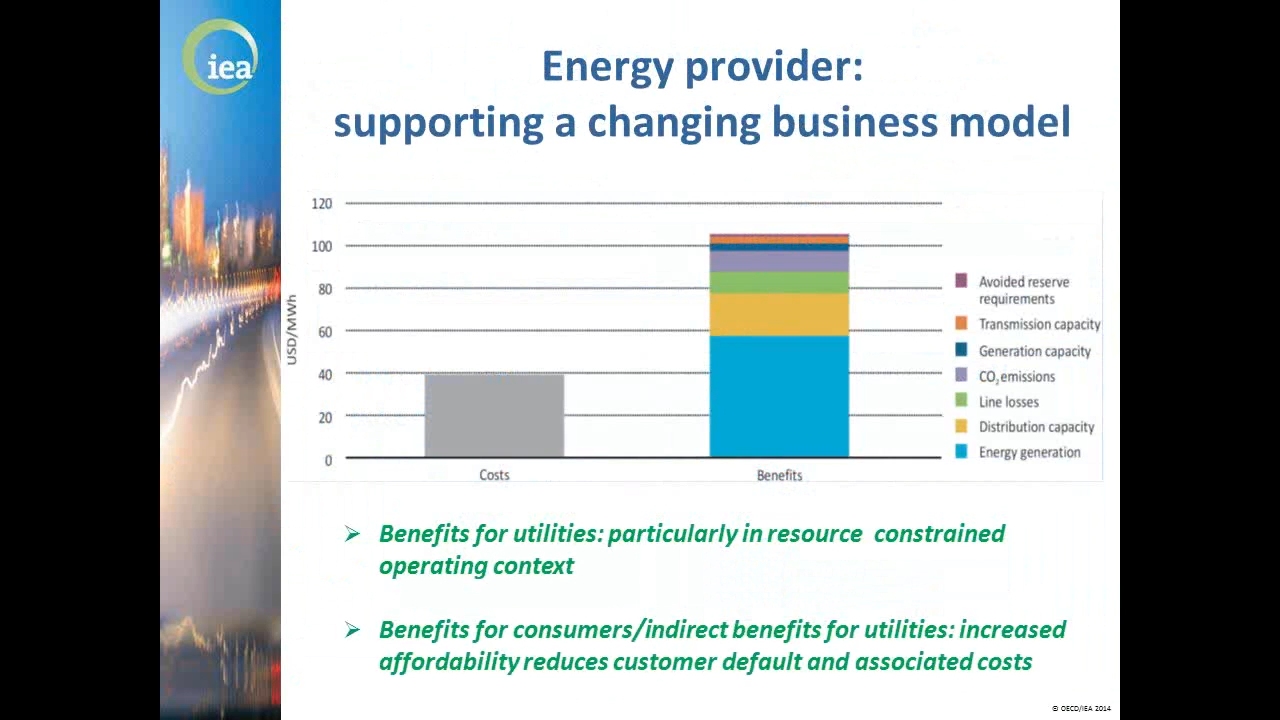 iea
Energy provider:
supporting a changing business model
120
100
80
60
40
20
0
USD/MWh
Costs
Benefits
Avoided reserve
requirements
Transmission capacity
Generation capacity
CO₂ emissions
Line losses
Distribution capacity
Energy generation
➢ Benefits for utilities: particularly in resource constrained
operating context
➢ Benefits for consumers/indirect benefits for utilities: increased
affordability reduces customer default and associated costs
© OECD/IEA 2014